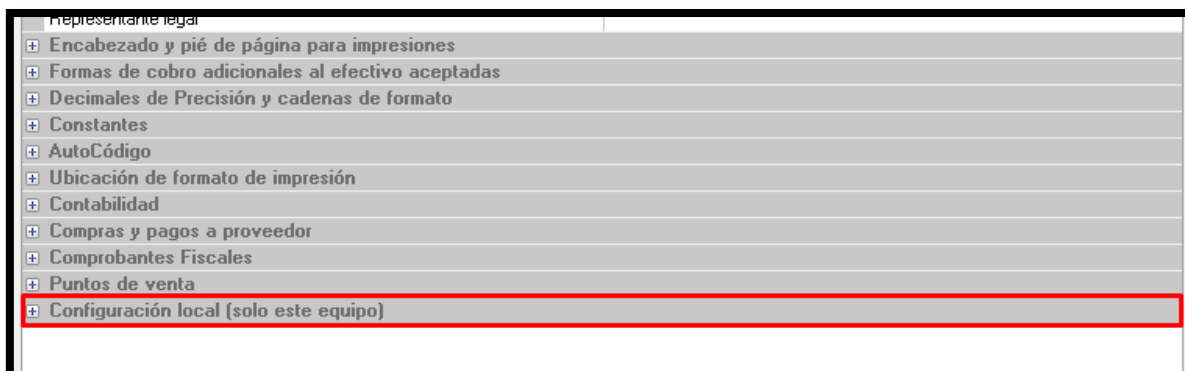 Representante legal
Encabezado y pié de página para impresiones
Formas de cobro adicionales al efectivo aceptadas
Decimales de Precisión y cadenas de formato
Constantes
AutoCódigo
Ubicación de formato de impresión
Contabilidad
Compras y pagos a proveedor
Comprobantes Fiscales
Puntos de venta
Configuración local (solo este equipo)